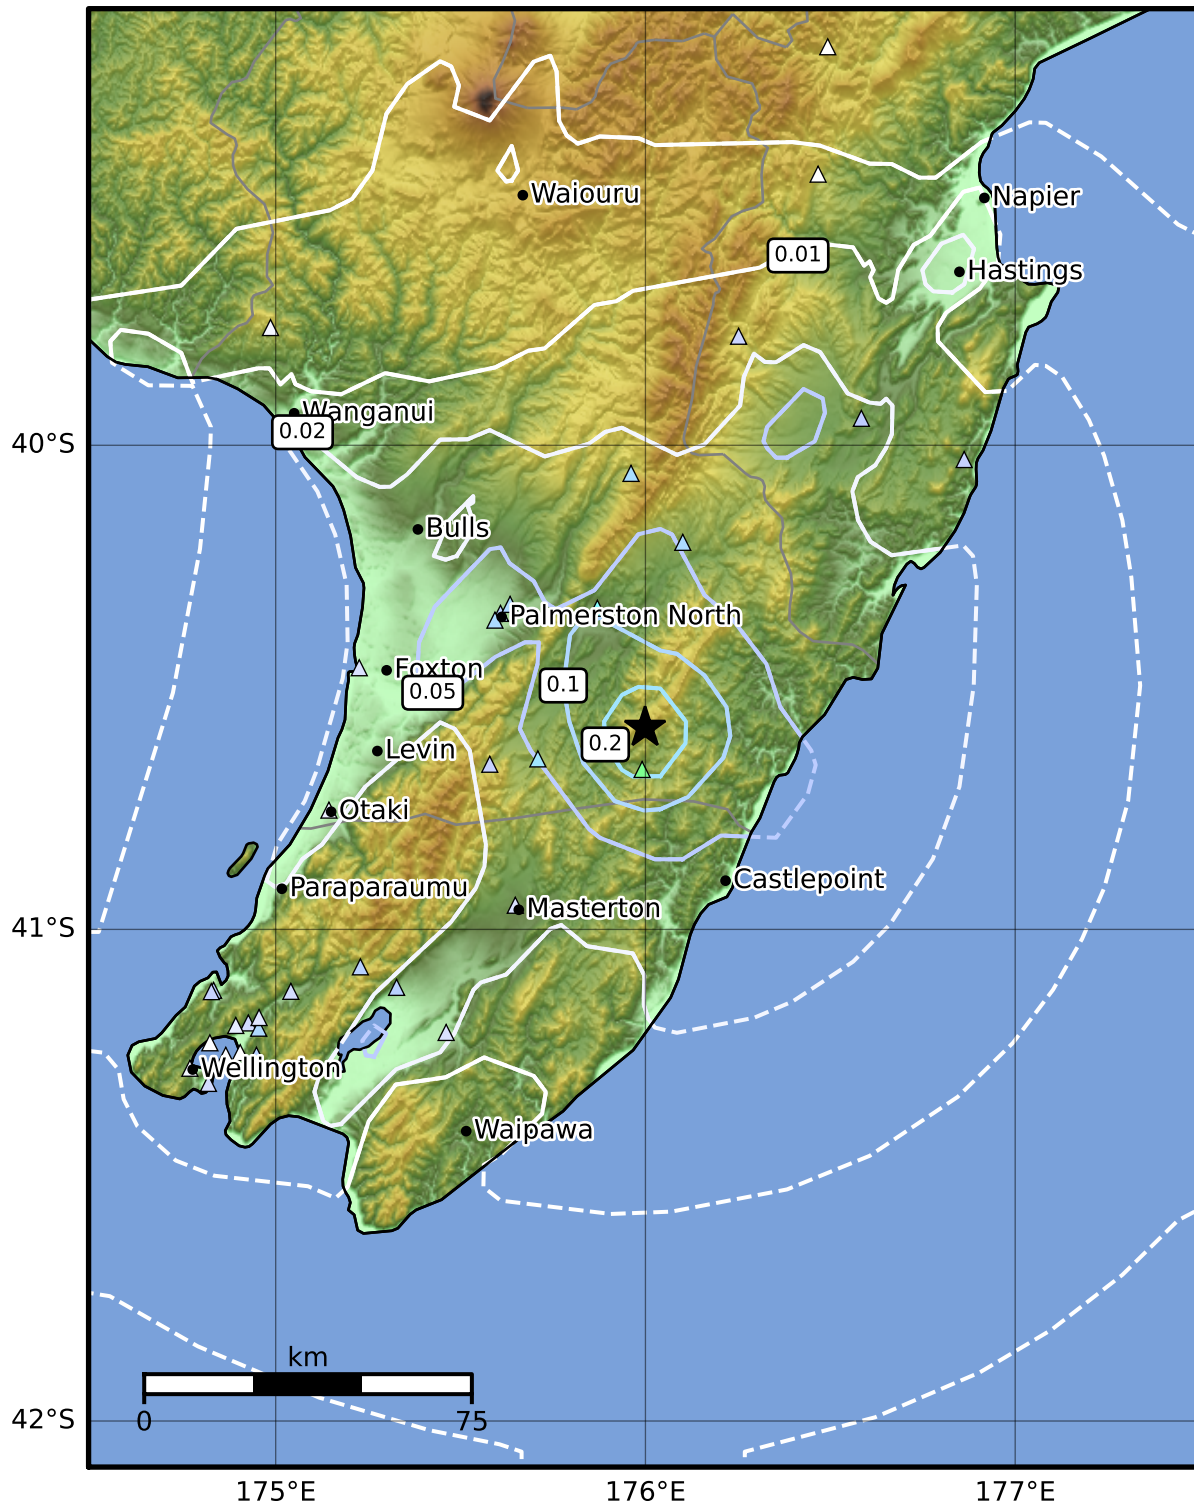 Waiouru
Napier
0.01
Hastings
Wanganui
0.02
40°S
Bulls
Palmerston North
Foxton
0.05
0.1
0.2
Levin
Otaki
Castlepoint
Paraparaumu
Masterton
41°S
Wellington
Waipawa
km
0
75
42°S
175°E
176°E
177°E